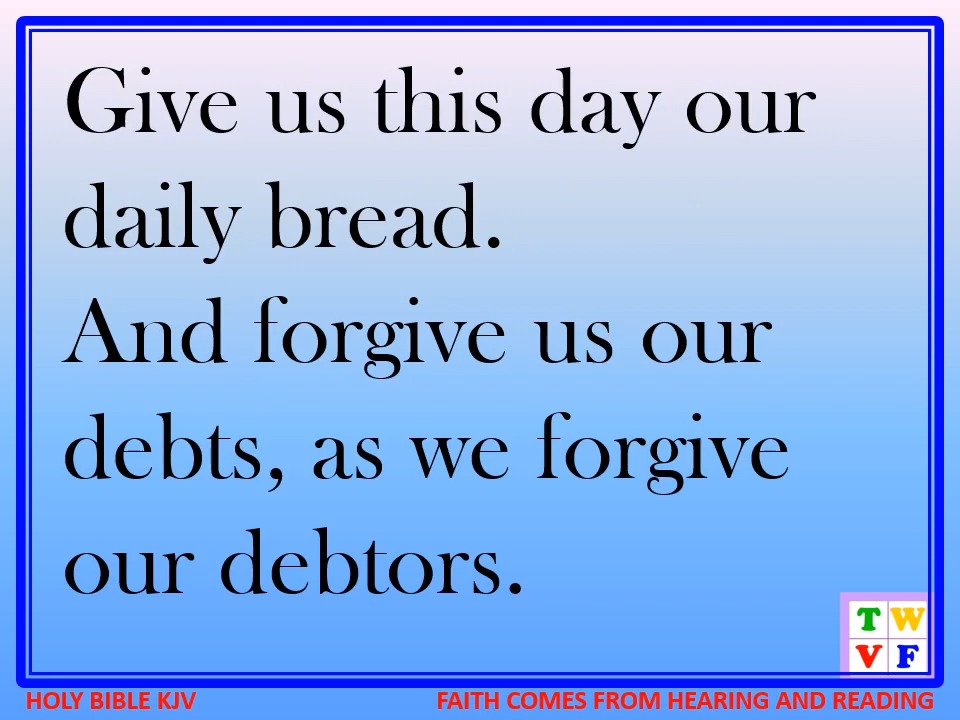 Give us this day our
daily bread.
And forgive us our
debts, as we forgive
our debtors.
T W
V F
HOLY BIBLE KJV
FAITH COMES FROM HEARING AND READING